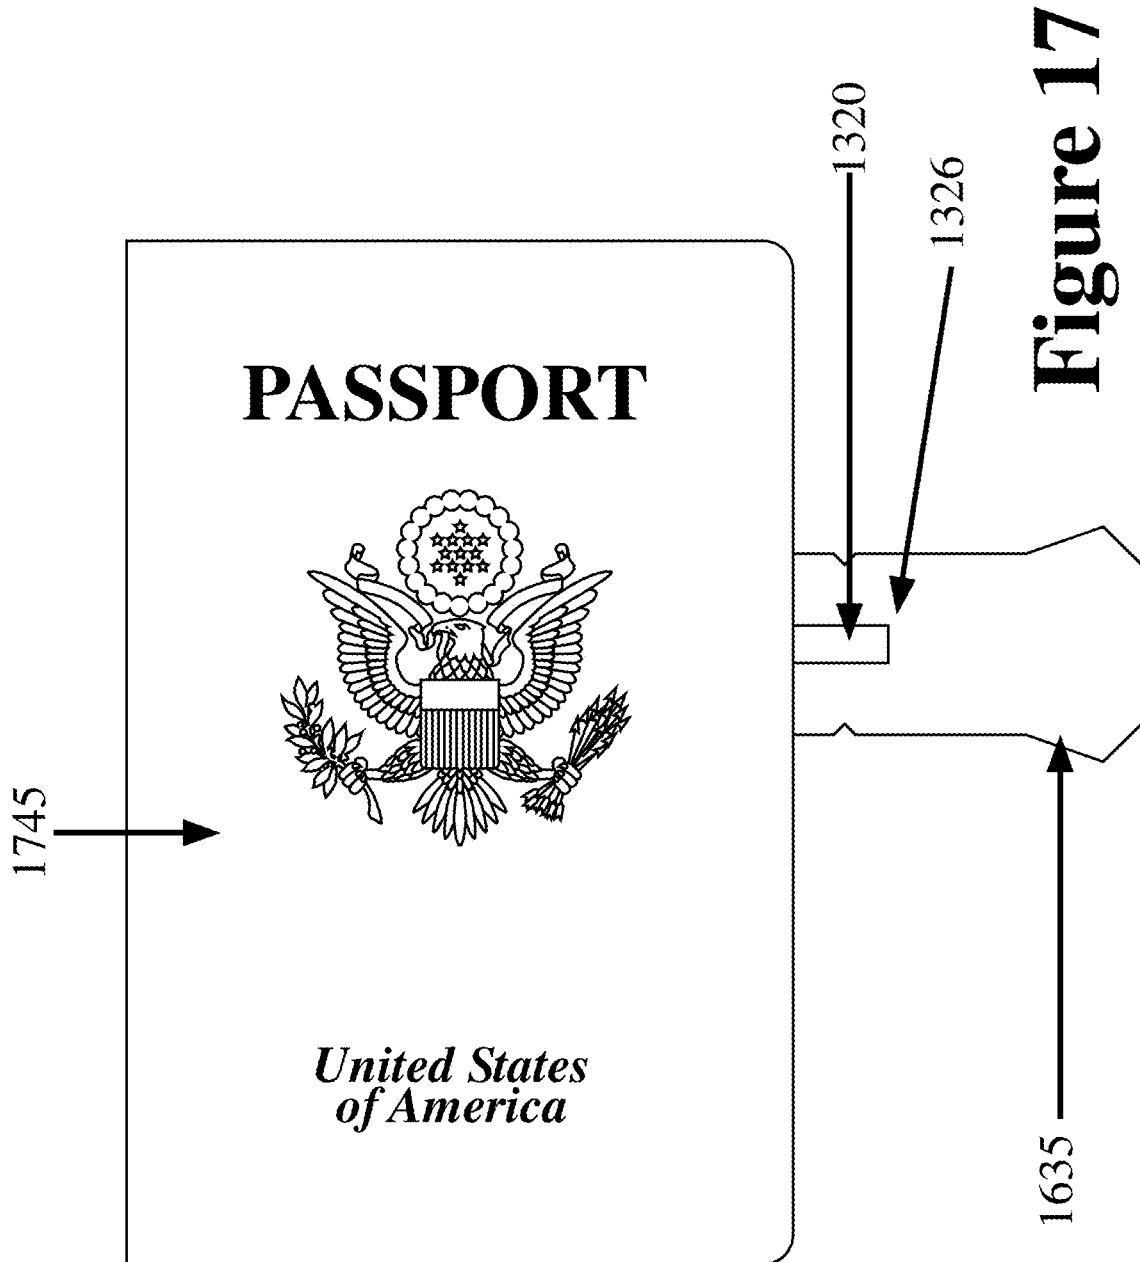 PASSPORT
United States
of America
1745
1320
1326
1635
Figure 17